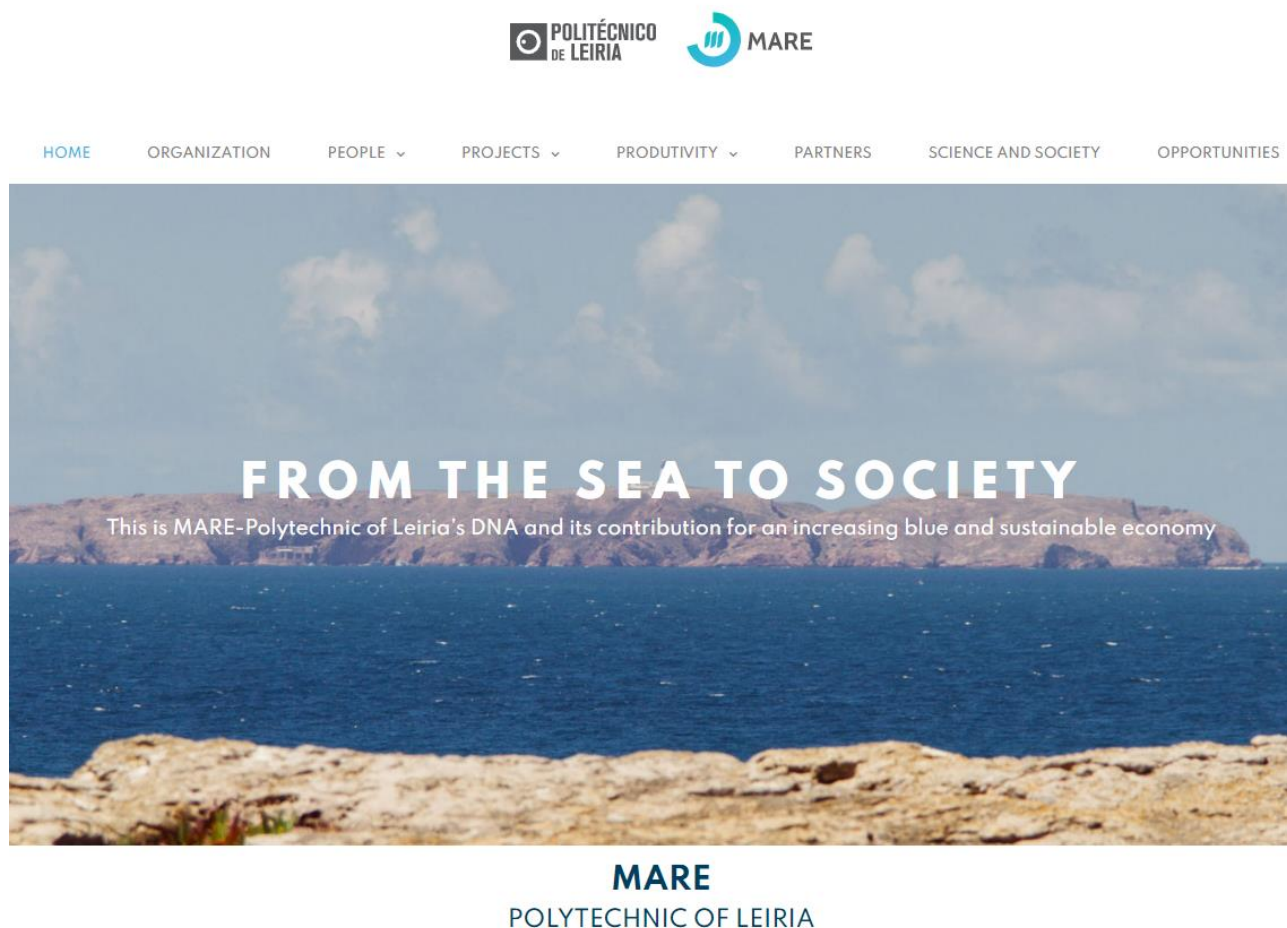 POLITÉCNICO
DE LEIRIA
MARE
HOME ORGANIZATION PEOPLE PROJECTS PRODUTIVITY PARTNERS SCIENCE AND SOCIETY OPPORTUNITIES
FROM THE SEA TO SOCIETY
This is MARE-Polytechnic of Leiria's DNA and its contribution for an increasing blue and sustainable economy
MARE
POLYTECHNIC OF LEIRIA